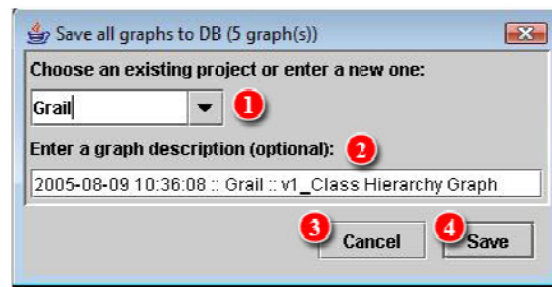 Save all graphs to DB (5 graph(s))
Choose an existing project or enter a new one:
Grail 1
Enter a graph description (optional): 2
2005-08-09 10:36:08 :: Grail :: v1_Class Hierarchy Graph
3 Cancel 4 Save